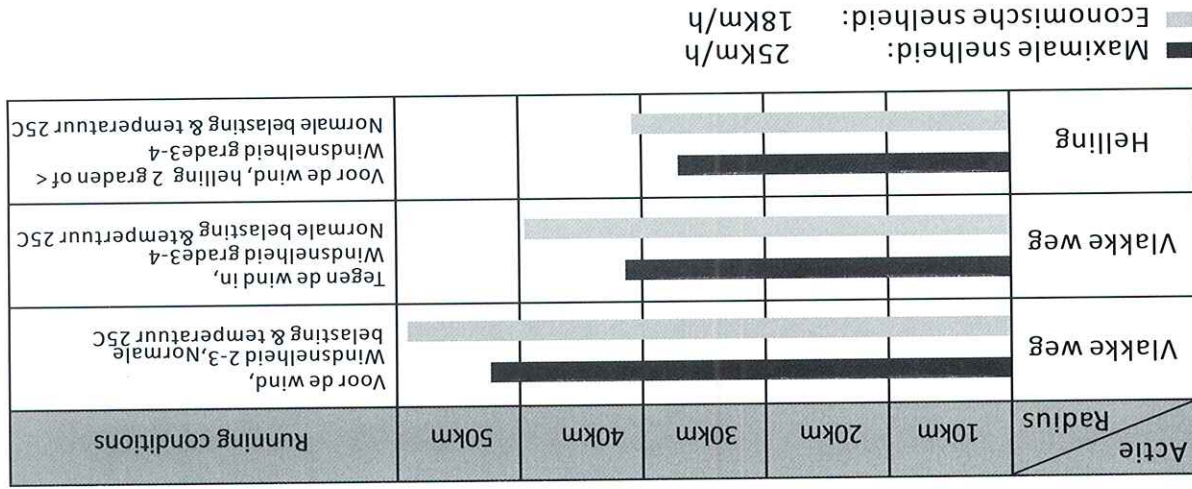 Actie
Radius
10km
20km
30km
40km
50km
Running conditions
Vlakke weg
Voor de wind,
Windsnelheid 2-3,Normale
belasting & temperatuur 25C
Vlakke weg
Tegen de wind in,
Windsnelheid grade3-4
Normale belasting &tempertuur 25C
Helling
Voor de wind, helling 2 graden of <
Windsnelheid grade3-4
Normale belasting & temperatuur 25C
Maximale snelheid: 25Km/h
Economische snelheid: 18Km/h